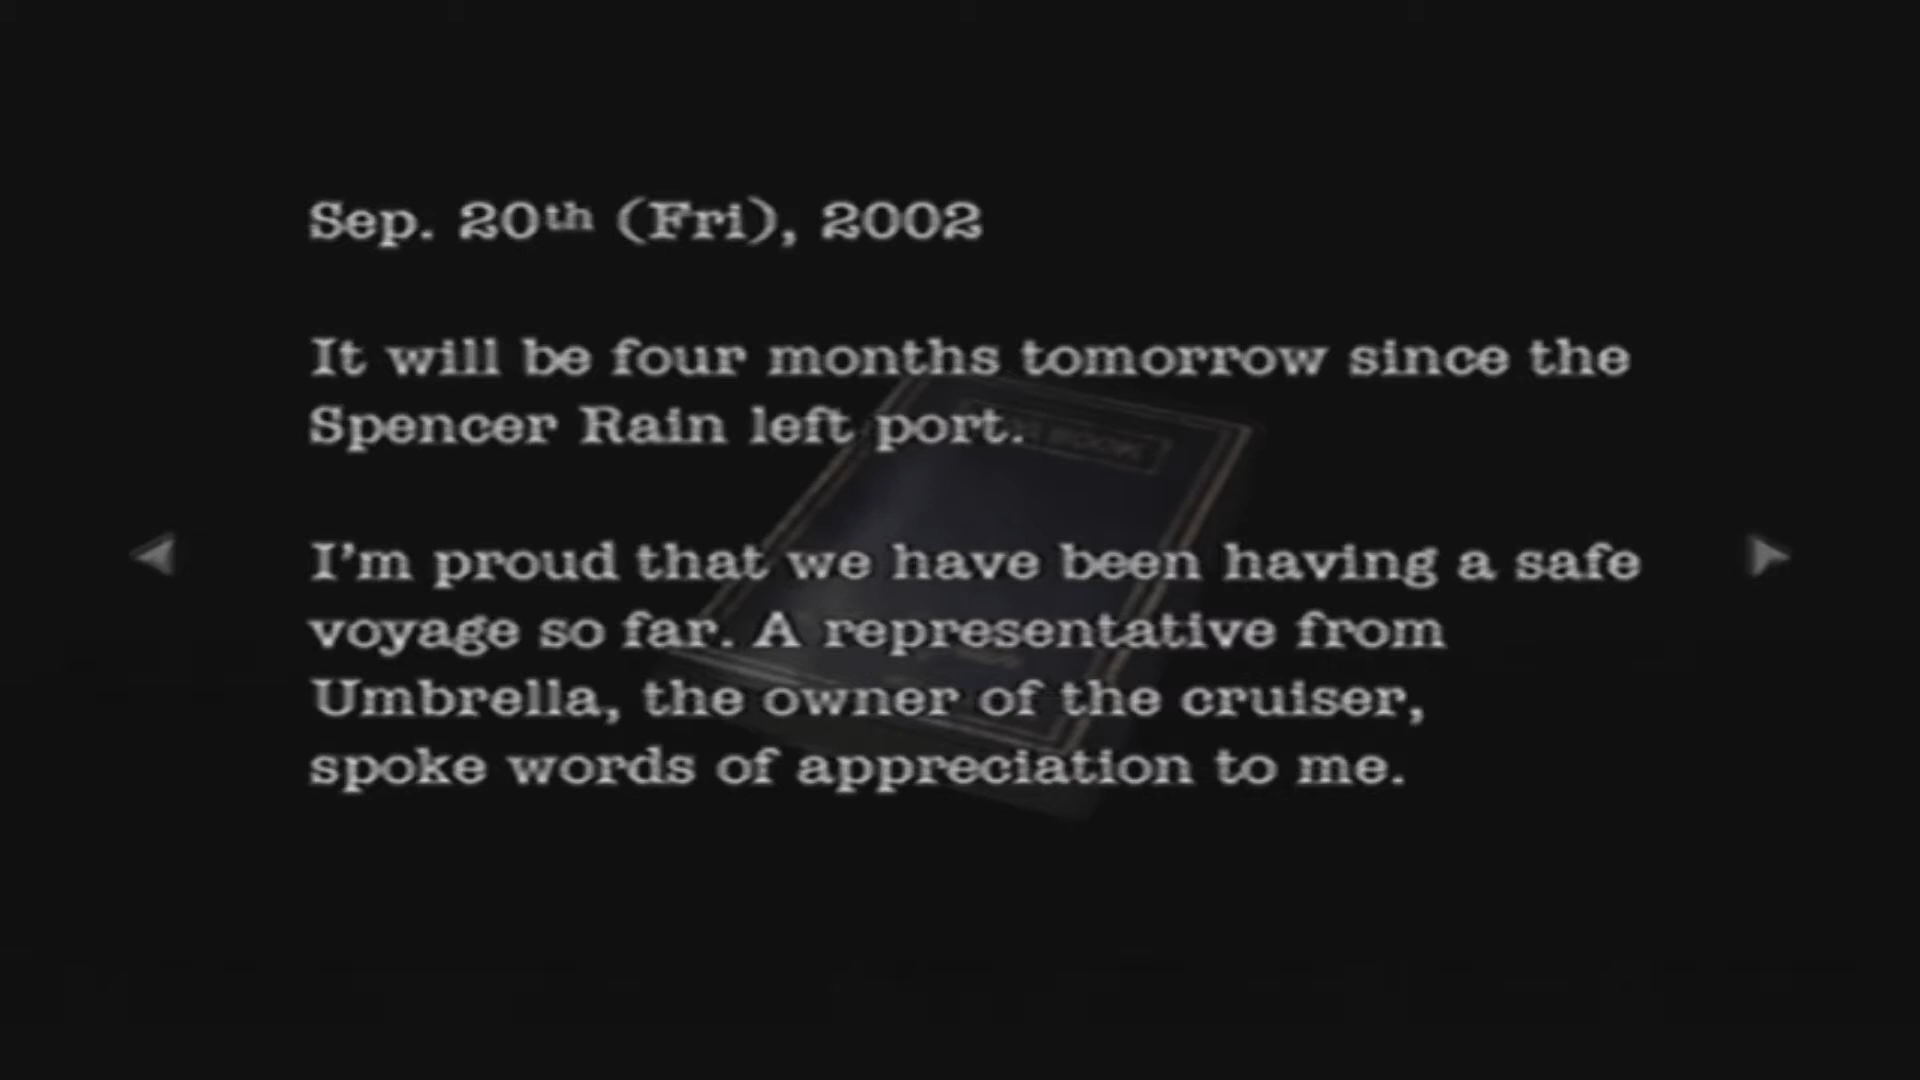 Sep. 20th (Fri), 2002
It will be four months tomorrow since the
Spencer Rain left port.
I'm proud that we have been having a safe
voyage so far. A representative from
Umbrella, the owner of the cruiser,
spoke words of appreciation to me.
BOOK